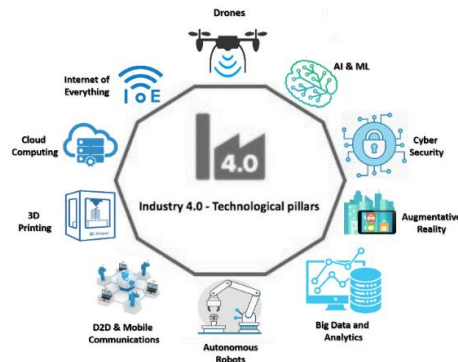 Drones
AI & ML
Internet of
Everything
IoE
Cloud
Computing
Cyber
Security
4.0
Industry 4.0 - Technological pillars
3D
Printing
Augmentative
Reality
D2D & Mobile
Communications
Autonomous
Robots
Big Data and
Analytics